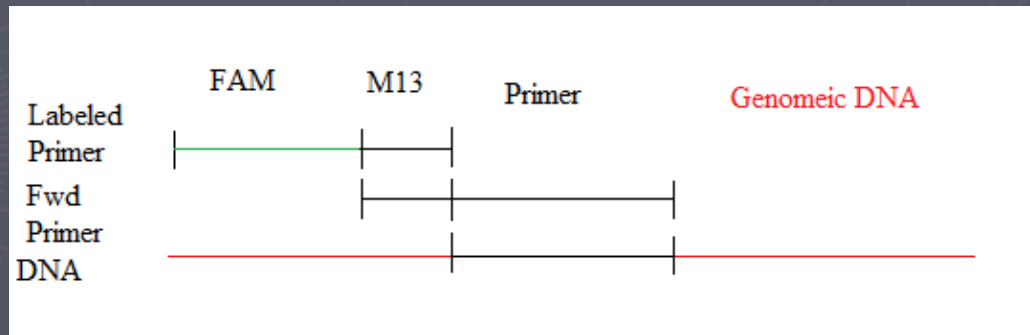 FAM
M13
Primer
Genomeic DNA
Labeled
Primer
Fwd
Primer
DNA